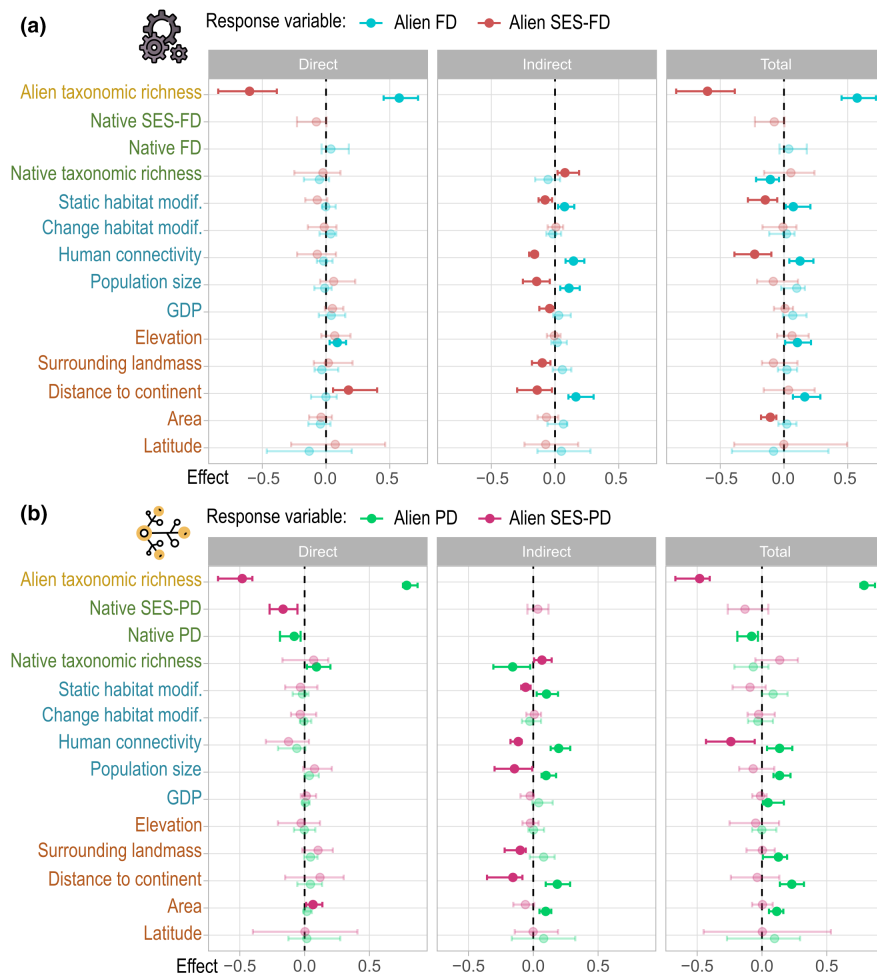 (a)
Response variable: Alien FD Alien SES-FD
Direct Indirect Total
Alien taxonomic richness
Native SES-FD
Native FD
Native taxonomic richness
Static habitat modif.
Change habitat modif.
Human connectivity
Population size
GDP
Elevation
Surrounding landmass
Distance to continent
Area
Latitude
Effect −0.5 0.0 0.5 −0.5 0.0 0.5 −0.5 0.0 0.5
(b)
Response variable: Alien PD Alien SES-PD
Direct Indirect Total
Alien taxonomic richness
Native SES-PD
Native PD
Native taxonomic richness
Static habitat modif.
Change habitat modif.
Human connectivity
Population size
GDP
Elevation
Surrounding landmass
Distance to continent
Area
Latitude
Effect −0.5 0.0 0.5 −0.5 0.0 0.5 −0.5 0.0 0.5